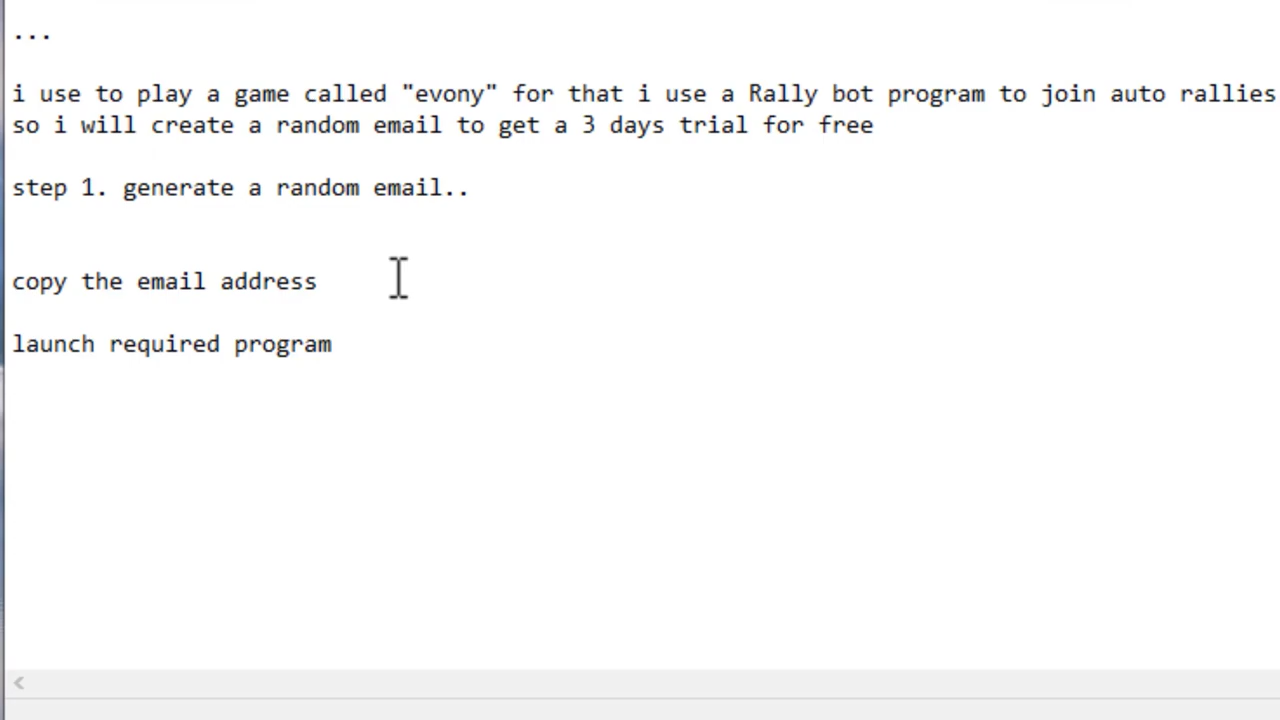 ...
i use to play a game called "evony" for that i use a Rally bot program to join auto rallies
so i will create a random email to get a 3 days trial for free
step 1. generate a random email..
copy the email address
launch required program